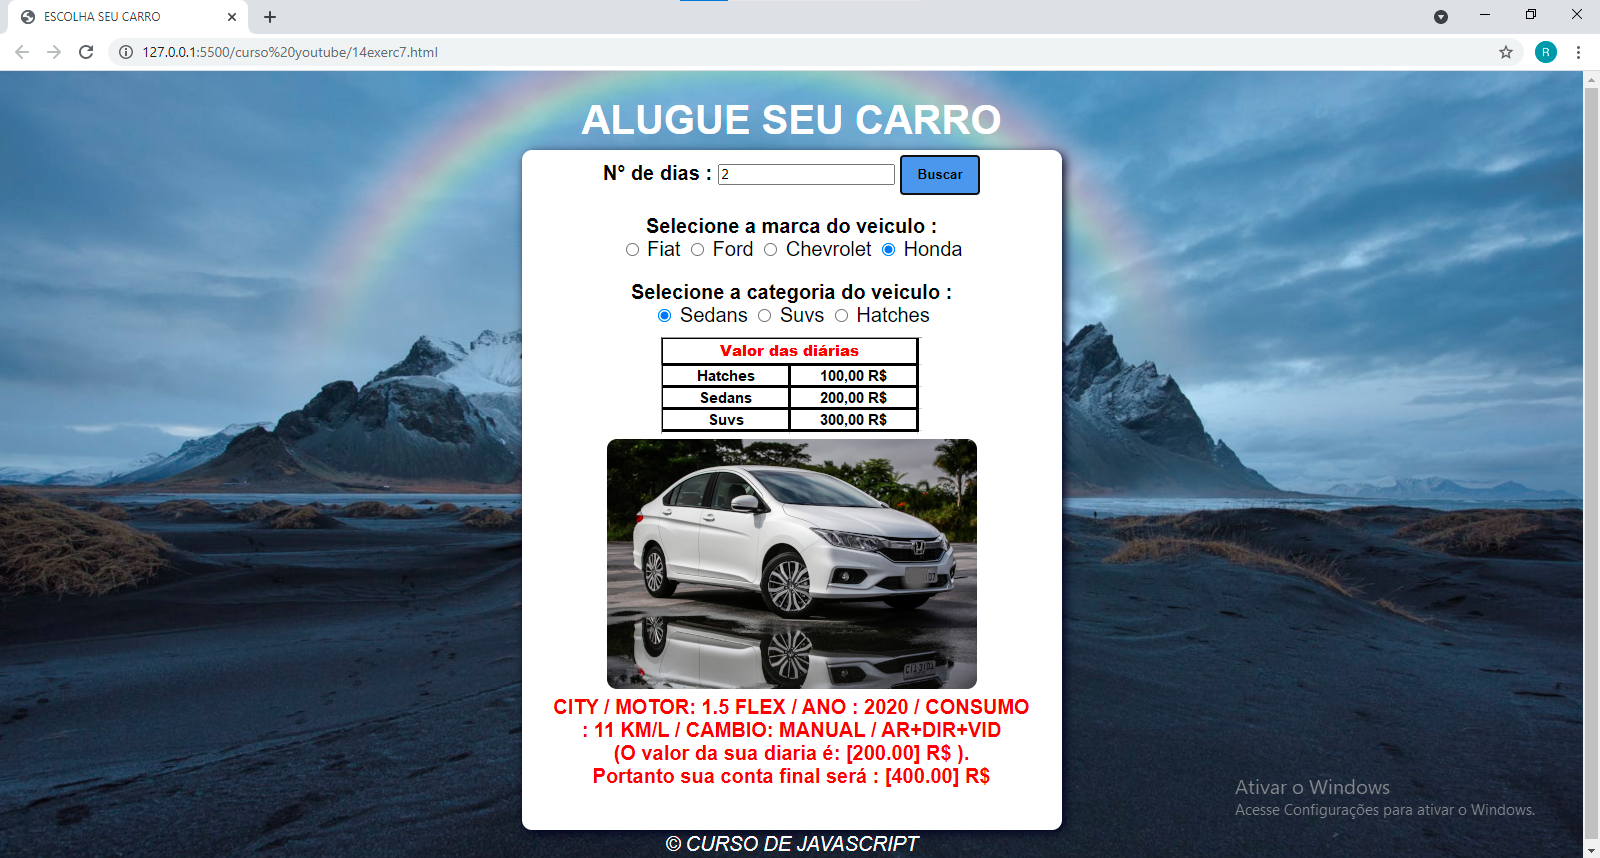 ESCOLHA SEU CARRO
127.0.0.1:5500/curso%20youtube/14exerc7.html
R
ALUGUE SEU CARRO
N° de dias : 2 Buscar
Selecione a marca do veiculo :
Fiat Ford Chevrolet Honda
Selecione a categoria do veiculo :
Sedans Suvs Hatches
Valor das diárias
Hatches 100,00 R$
Sedans 200,00 R$
Suvs 300,00 R$
CITY / MOTOR: 1.5 FLEX / ANO : 2020 / CONSUMO
: 11 KM/L / CAMBIO: MANUAL / AR+DIR+VID
(O valor da sua diaria é: [200.00] R$ ).
Portanto sua conta final será : [400.00] R$
Ativar o Windows
Acesse Configurações para ativar o Windows.
© CURSO DE JAVASCRIPT